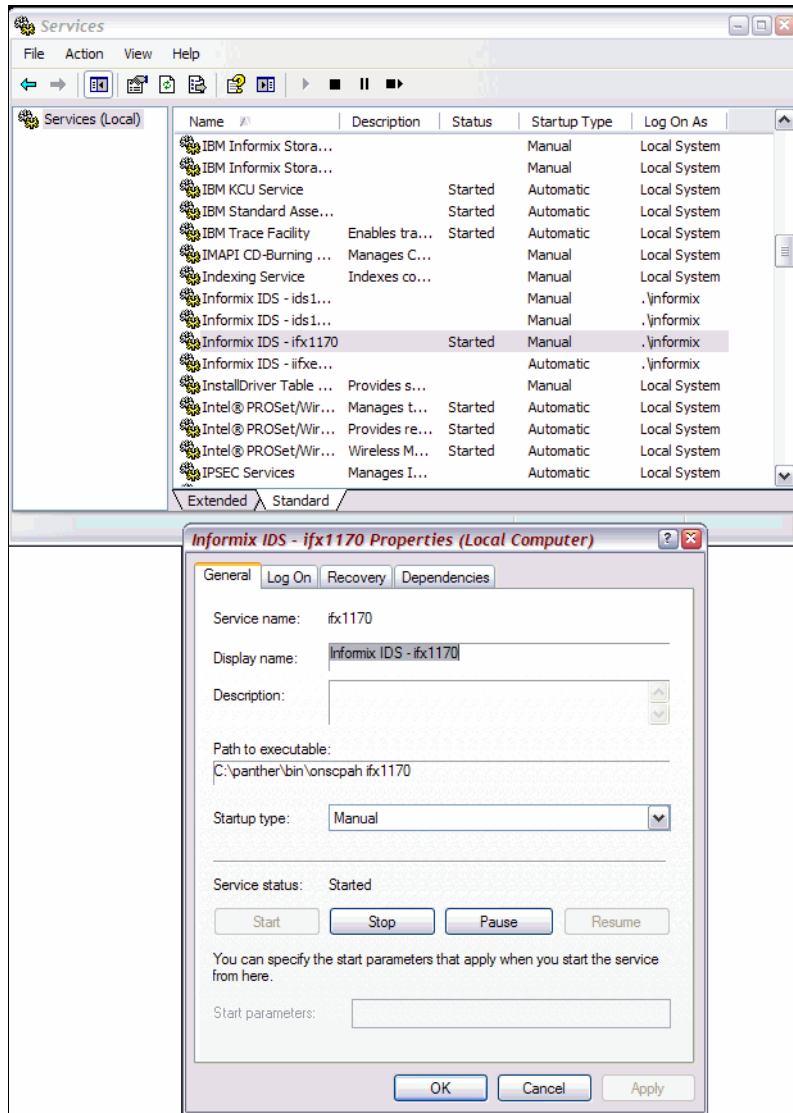 Services
File Action View Help
Services (Local)
Name Description Status Startup Type Log On As
IBM Informix Stora... Manual Local System
IBM Informix Stora... Manual Local System
IBM KCU Service Started Automatic Local System
IBM Standard Asse... Started Automatic Local System
IBM Trace Facility Enables tra... Started Automatic Local System
IMAPI CD-Burning ... Manages C... Manual Local System
Indexing Service Indexes co... Manual Local System
Informix IDS - ids1... Manual .\informix
Informix IDS - ids1... Manual .\informix
Informix IDS - ifx1170 Started Manual .\informix
Informix IDS - iifxe... Automatic .\informix
InstallDriver Table ... Provides s... Manual Local System
Intel® PROSet/Wir... Manages t... Started Automatic Local System
Intel® PROSet/Wir... Provides re... Started Automatic Local System
Intel® PROSet/Wir... Wireless M... Started Automatic Local System
IPSEC Services Manages I... Automatic Local System
Extended Standard
Informix IDS - ifx1170 Properties (Local Computer)
General Log On Recovery Dependencies
Service name: ifx1170
Display name: Informix IDS - ifx1170
Description:
Path to executable:
C:\panther\bin\onscpah ifx1170
Startup type: Manual
Service status: Started
Start Stop Pause Resume
You can specify the start parameters that apply when you start the service
from here.
Start parameters:
OK Cancel Apply